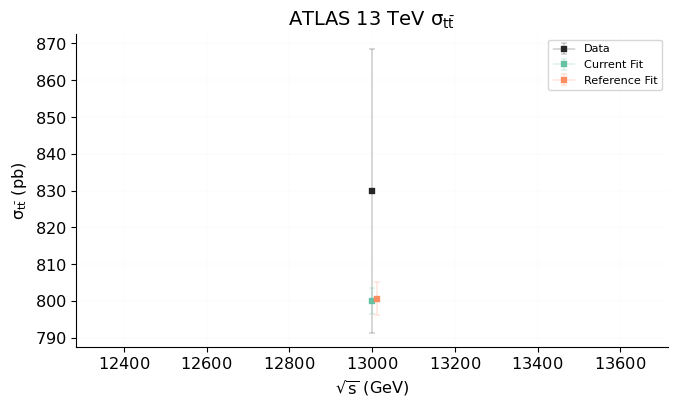 ATLAS 13 TeV σtt̄
870
860
850
840
830
820
810
800
790
σtt̄ (pb)
Data
Current Fit
Reference Fit
12400 12600 12800 13000 13200 13400 13600
√s (GeV)